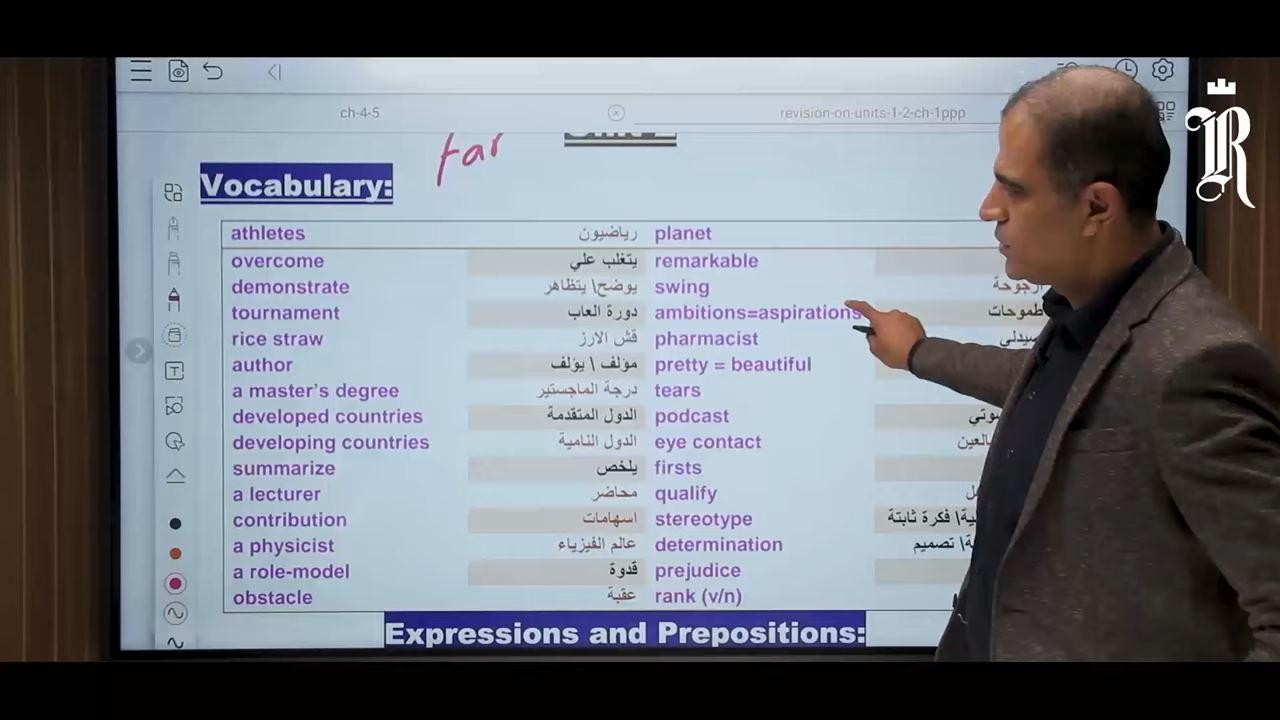 ch-4-5
revision-on-units-1-2-ch-1ppp
far
Vocabulary:
athletes رياضيون planet
overcome يتغلب علي remarkable
demonstrate يوضح\ يتظاهر swing ارجوحة
tournament دورة العاب ambitions=aspirations طموحات
rice straw قش الارز pharmacist
author مؤلف \ يؤلف pretty = beautiful
a master's degree درجة الماجستير tears
developed countries الدول المتقدمة podcast
developing countries الدول النامية eye contact
summarize يلخص firsts
a lecturer محاضر qualify
contribution اسهامات stereotype فكرة ثابتة
a physicist عالم الفيزياء determination تصميم
a role-model قدوة prejudice
obstacle عقبة rank (v/n)
Expressions and Prepositions:
R